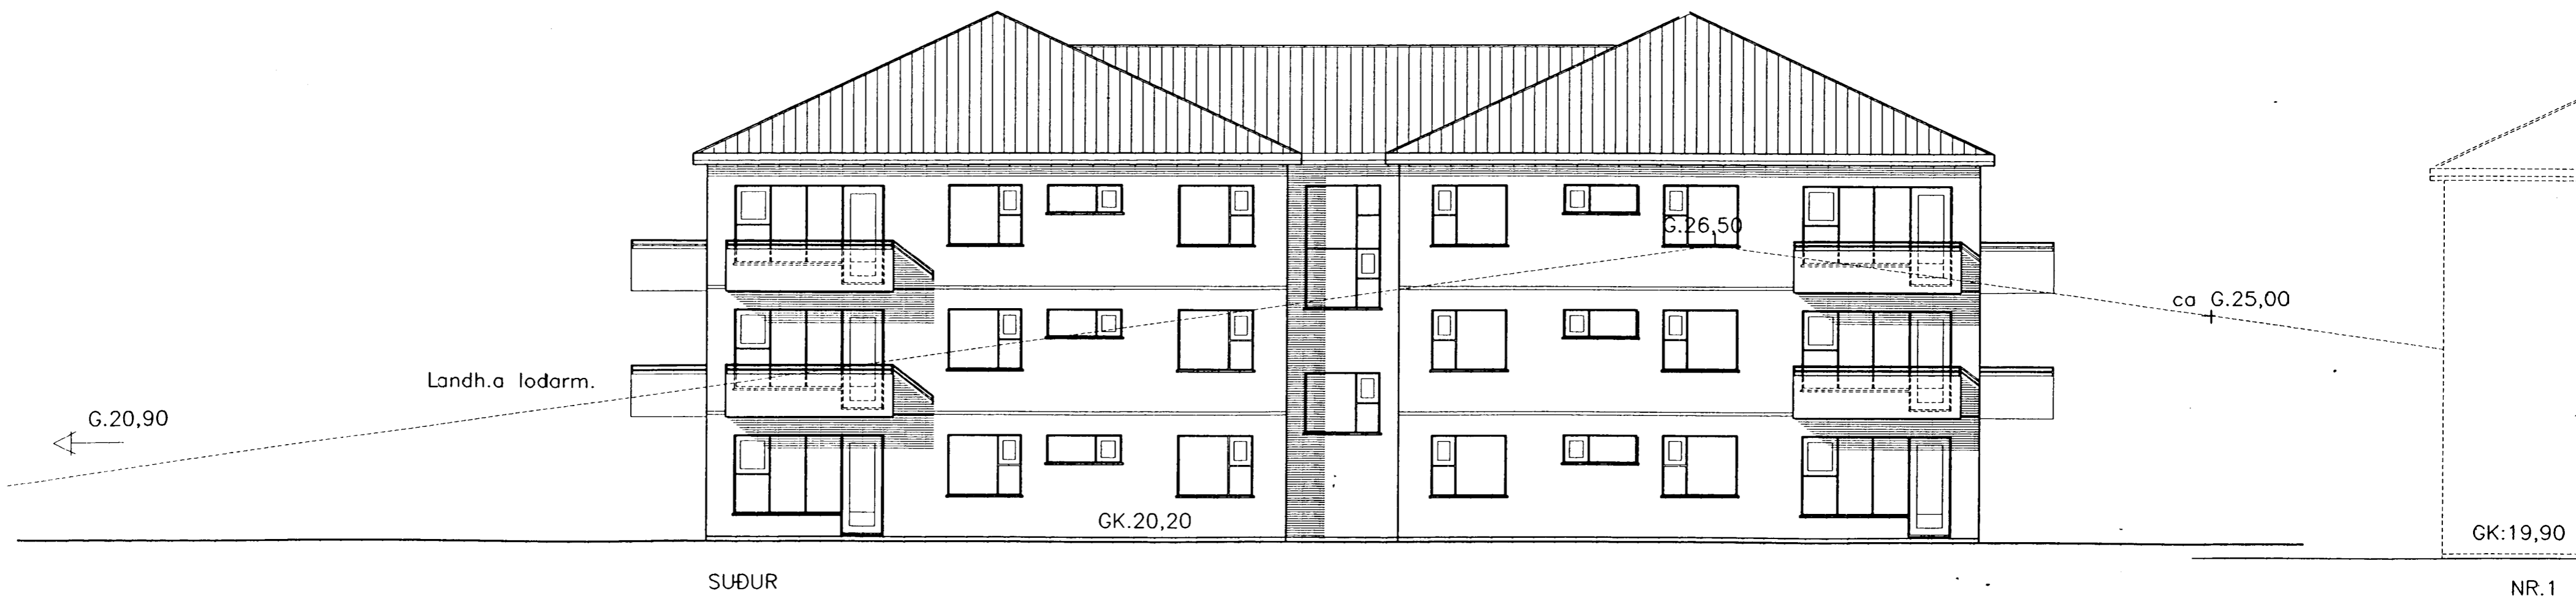 G.26,50
ca G.25,00
Landh.a lodarm.
G.20,90
GK.20,20
GK:19,90
SUÐUR
NR.1